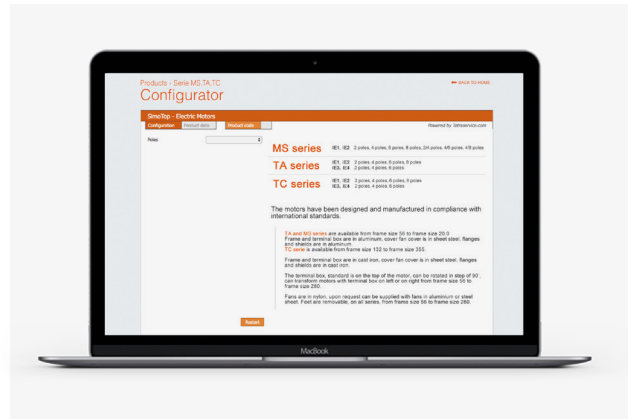 Products - Serie MS,TA,TC
BACK TO HOME
Configurator
SimoTop - Electric Motors
Configuration Product data Product code
Powered by Sithservice.com
Poles
MS series IE1, IE2 2 poles, 4 poles, 6 poles, 8 poles, 2/4 poles, 4/6 poles, 4/8 poles
TA series IE1, IE2 2 poles, 4 poles, 6 poles, 8 poles
IE3, IE4 2 poles, 4 poles, 6 poles
TC series IE1, IE2 2 poles, 4 poles, 6 poles, 8 poles
IE3, IE4 2 poles, 4 poles, 6 poles
The motors have been designed and manufactured in compliance with
international standards.
TA and MS series are available from frame size 56 to frame size 20.0
Frame and terminal box are in aluminum, cover fan cover is in sheet steel, flanges
and shields are in aluminum.
TC serie is available from frame size 132 to frame size 355.
Frame and terminal box are in cast iron, cover fan cover is in sheet steel, flanges
and shields are in cast iron.
The terminal box, standard is on the top of the motor, can be rotated in step of 90°,
can transform motors with terminal box on left or on right from frame size 56 to
frame size 280.
Fans are in nylon, upon request can be supplied with fans in aluminium or steel
sheet. Feet are removable, on all series, from frame size 56 to frame size 280.
Restart
MacBook